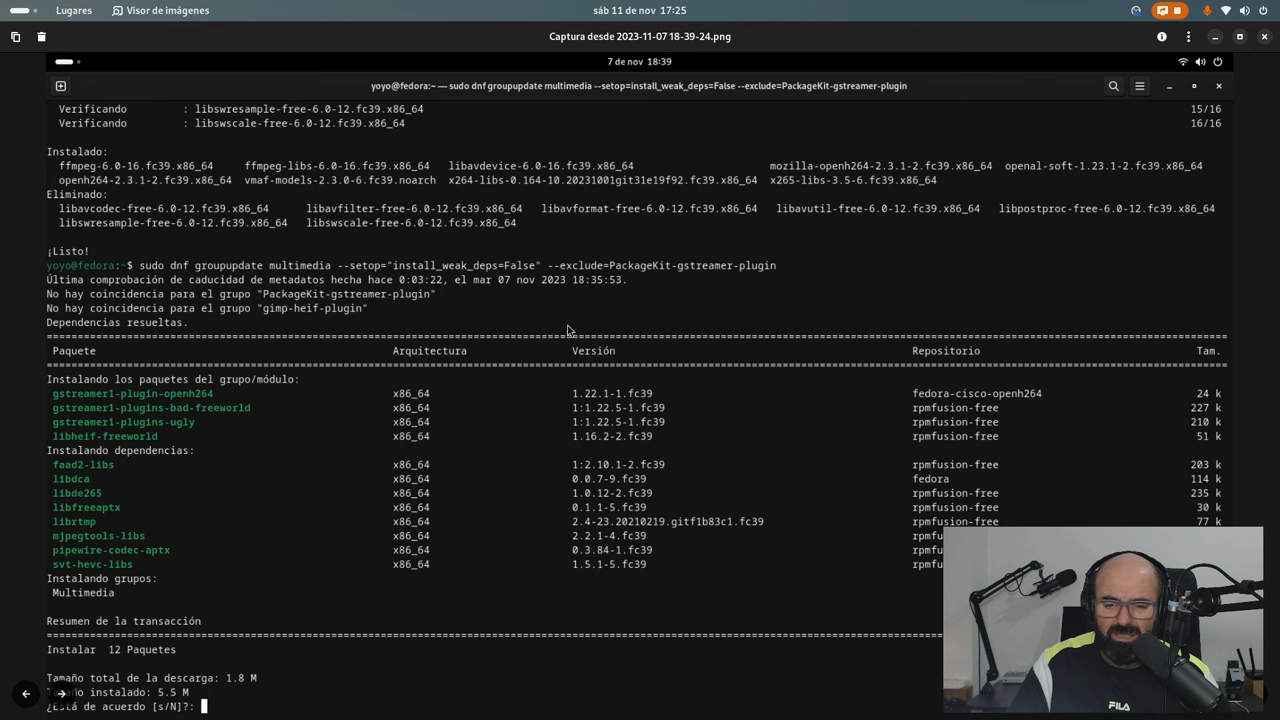 Lugares Visor de imágenes sáb 11 de nov 17:25
Captura desde 2023-11-07 18-39-24.png
7 de nov 18:39
yoyo@fedora:~ — sudo dnf groupupdate multimedia --setop=install_weak_deps=False --exclude=PackageKit-gstreamer-plugin
Verificando : libswresample-free-6.0-12.fc39.x86_64 15/16
Verificando : libswscale-free-6.0-12.fc39.x86_64 16/16
Instalado:
ffmpeg-6.0-16.fc39.x86_64 ffmpeg-libs-6.0-16.fc39.x86_64 libavdevice-6.0-16.fc39.x86_64 mozilla-openh264-2.3.1-2.fc39.x86_64 openal-soft-1.23.1-2.fc39.x86_64
openh264-2.3.1-2.fc39.x86_64 vmaf-models-2.3.0-6.fc39.noarch x264-libs-0.164-10.20231001git31e19f92.fc39.x86_64 x265-libs-3.5-6.fc39.x86_64
Eliminado:
libavcodec-free-6.0-12.fc39.x86_64 libavfilter-free-6.0-12.fc39.x86_64 libavformat-free-6.0-12.fc39.x86_64 libavutil-free-6.0-12.fc39.x86_64 libpostproc-free-6.0-12.fc39.x86_64
libswresample-free-6.0-12.fc39.x86_64 libswscale-free-6.0-12.fc39.x86_64
¡Listo!
yoyo@fedora:~$ sudo dnf groupupdate multimedia --setop="install_weak_deps=False" --exclude=PackageKit-gstreamer-plugin
Última comprobación de caducidad de metadatos hecha hace 0:03:22, el mar 07 nov 2023 18:35:53.
No hay coincidencia para el grupo "PackageKit-gstreamer-plugin"
No hay coincidencia para el grupo "gimp-heif-plugin"
Dependencias resueltas.
Paquete Arquitectura Versión Repositorio Tam.
Instalando los paquetes del grupo/módulo:
gstreamer1-plugin-openh264 x86_64 1.22.1-1.fc39 fedora-cisco-openh264 24 k
gstreamer1-plugins-bad-freeworld x86_64 1:1.22.5-1.fc39 rpmfusion-free 227 k
gstreamer1-plugins-ugly x86_64 1:1.22.5-1.fc39 rpmfusion-free 210 k
libheif-freeworld x86_64 1.16.2-2.fc39 rpmfusion-free 51 k
Instalando dependencias:
faad2-libs x86_64 1:2.10.1-2.fc39 rpmfusion-free 203 k
libdca x86_64 0.0.7-9.fc39 fedora 114 k
libde265 x86_64 1.0.12-2.fc39 rpmfusion-free 235 k
libfreeaptx x86_64 0.1.1-5.fc39 rpmfusion-free 30 k
librtmp x86_64 2.4-23.20210219.gitf1b83c1.fc39 rpmfusion-free 77 k
mjpegtools-libs x86_64 2.2.1-4.fc39 rpmfu
pipewire-codec-aptx x86_64 0.3.84-1.fc39 rpmfu
svt-hevc-libs x86_64 1.5.1-5.fc39 rpmfu
Instalando grupos:
Multimedia
Resumen de la transacción
Instalar 12 Paquetes
Tamaño total de la descarga: 1.8 M
instalado: 5.5 M
¿Está de acuerdo [s/N]?:
FILA